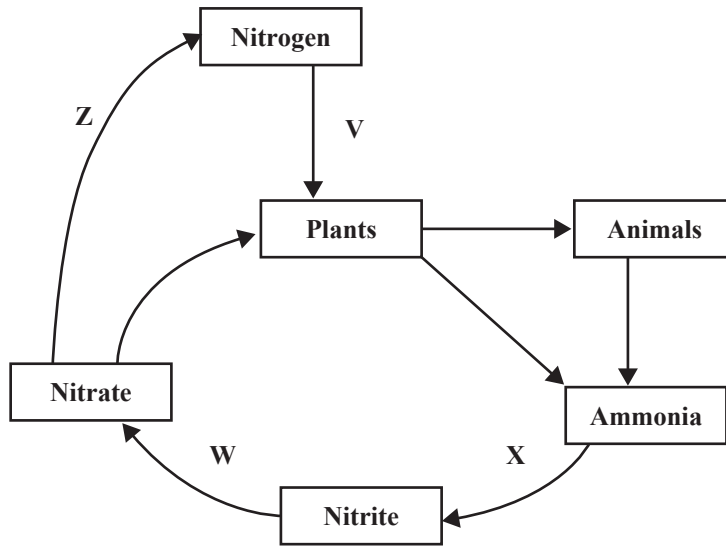 Nitrogen
Z
V
Plants
Animals
Nitrate
Ammonia
W
X
Nitrite